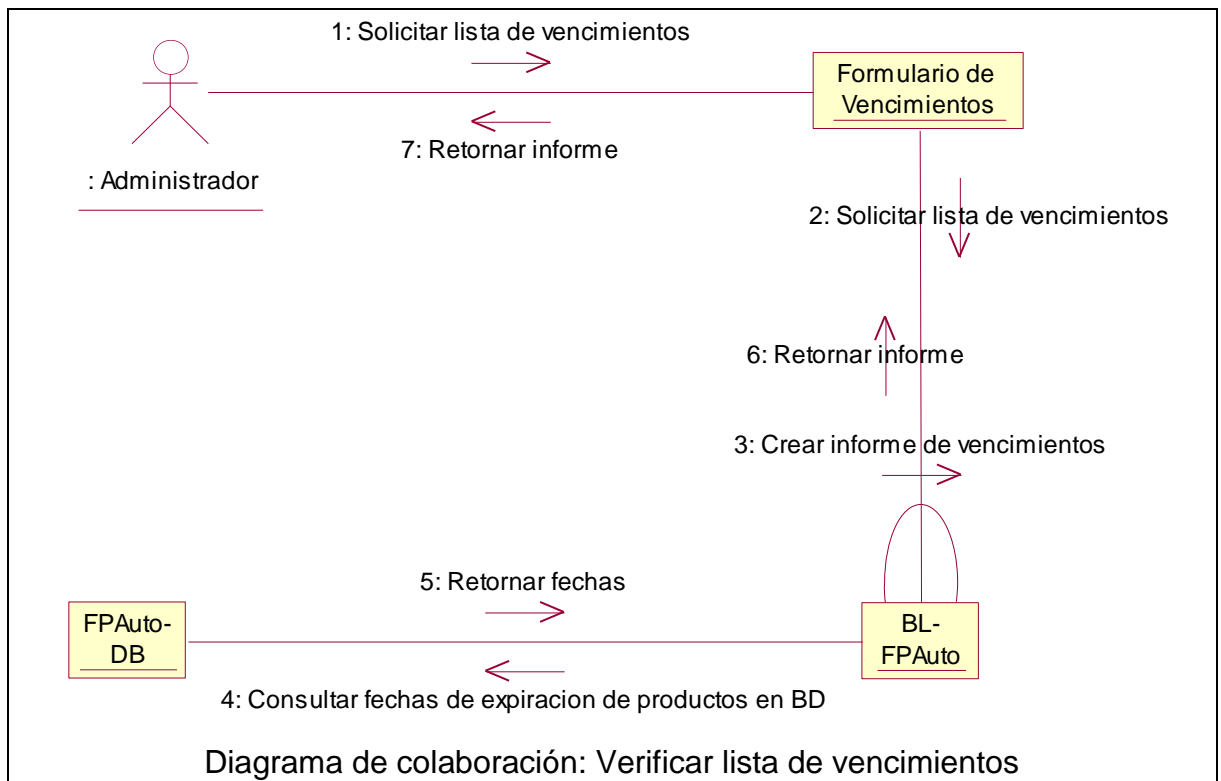 1: Solicitar lista de vencimientos
Formulario de
Vencimientos
7: Retornar informe
: Administrador
2: Solicitar lista de vencimientos
6: Retornar informe
3: Crear informe de vencimientos
5: Retornar fechas
FPAuto-
DB
BL-
FPAuto
4: Consultar fechas de expiracion de productos en BD
Diagrama de colaboración: Verificar lista de vencimientos